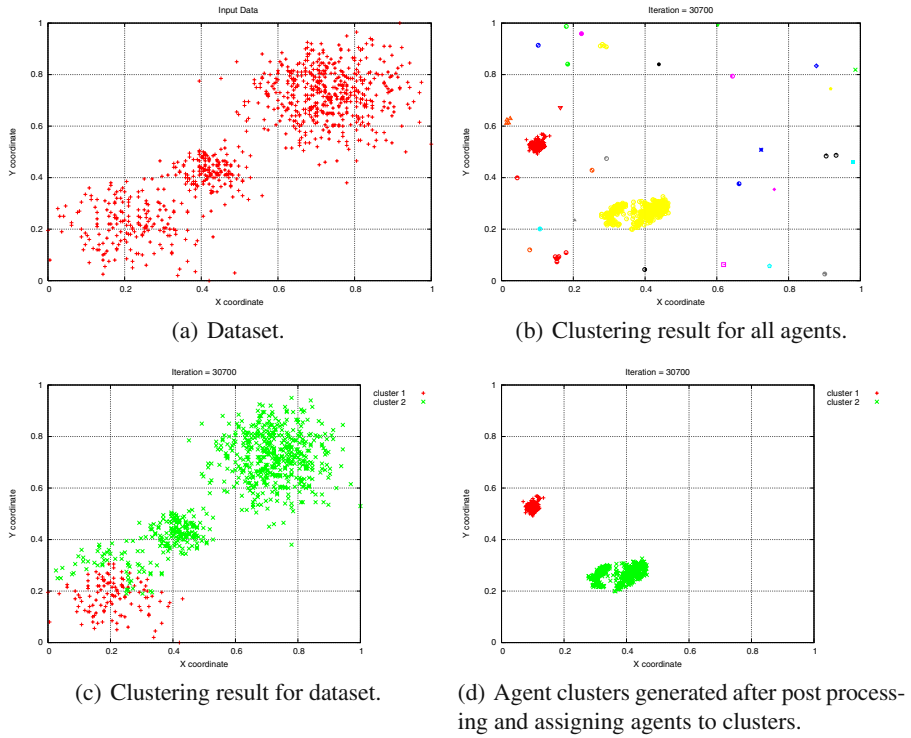 Input Data
Iteration = 30700
1
0.8
0.6
0.4
0.2
0
Y coordinate
0 0.2 0.4 0.6 0.8 1
X coordinate
1
0.8
0.6
0.4
0.2
0
Y coordinate
0 0.2 0.4 0.6 0.8 1
X coordinate
(a) Dataset.
(b) Clustering result for all agents.
Iteration = 30700
cluster 1
cluster 2
1
0.8
0.6
0.4
0.2
0
Y coordinate
0 0.2 0.4 0.6 0.8 1
X coordinate
Iteration = 30700
cluster 1
cluster 2
1
0.8
0.6
0.4
0.2
0
Y coordinate
0 0.2 0.4 0.6 0.8 1
X coordinate
(c) Clustering result for dataset.
(d) Agent clusters generated after post process-
ing and assigning agents to clusters.